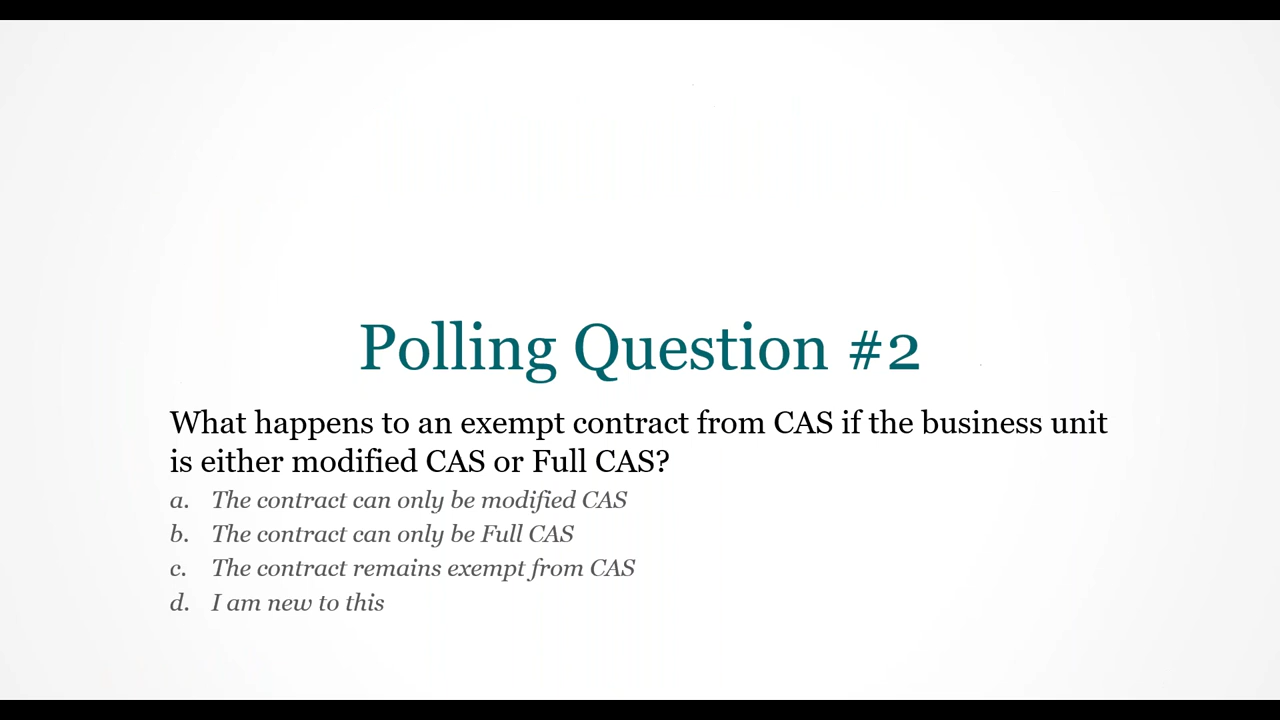 Polling Question #2
What happens to an exempt contract from CAS if the business unit
is either modified CAS or Full CAS?
a. The contract can only be modified CAS
b. The contract can only be Full CAS
c. The contract remains exempt from CAS
d. I am new to this